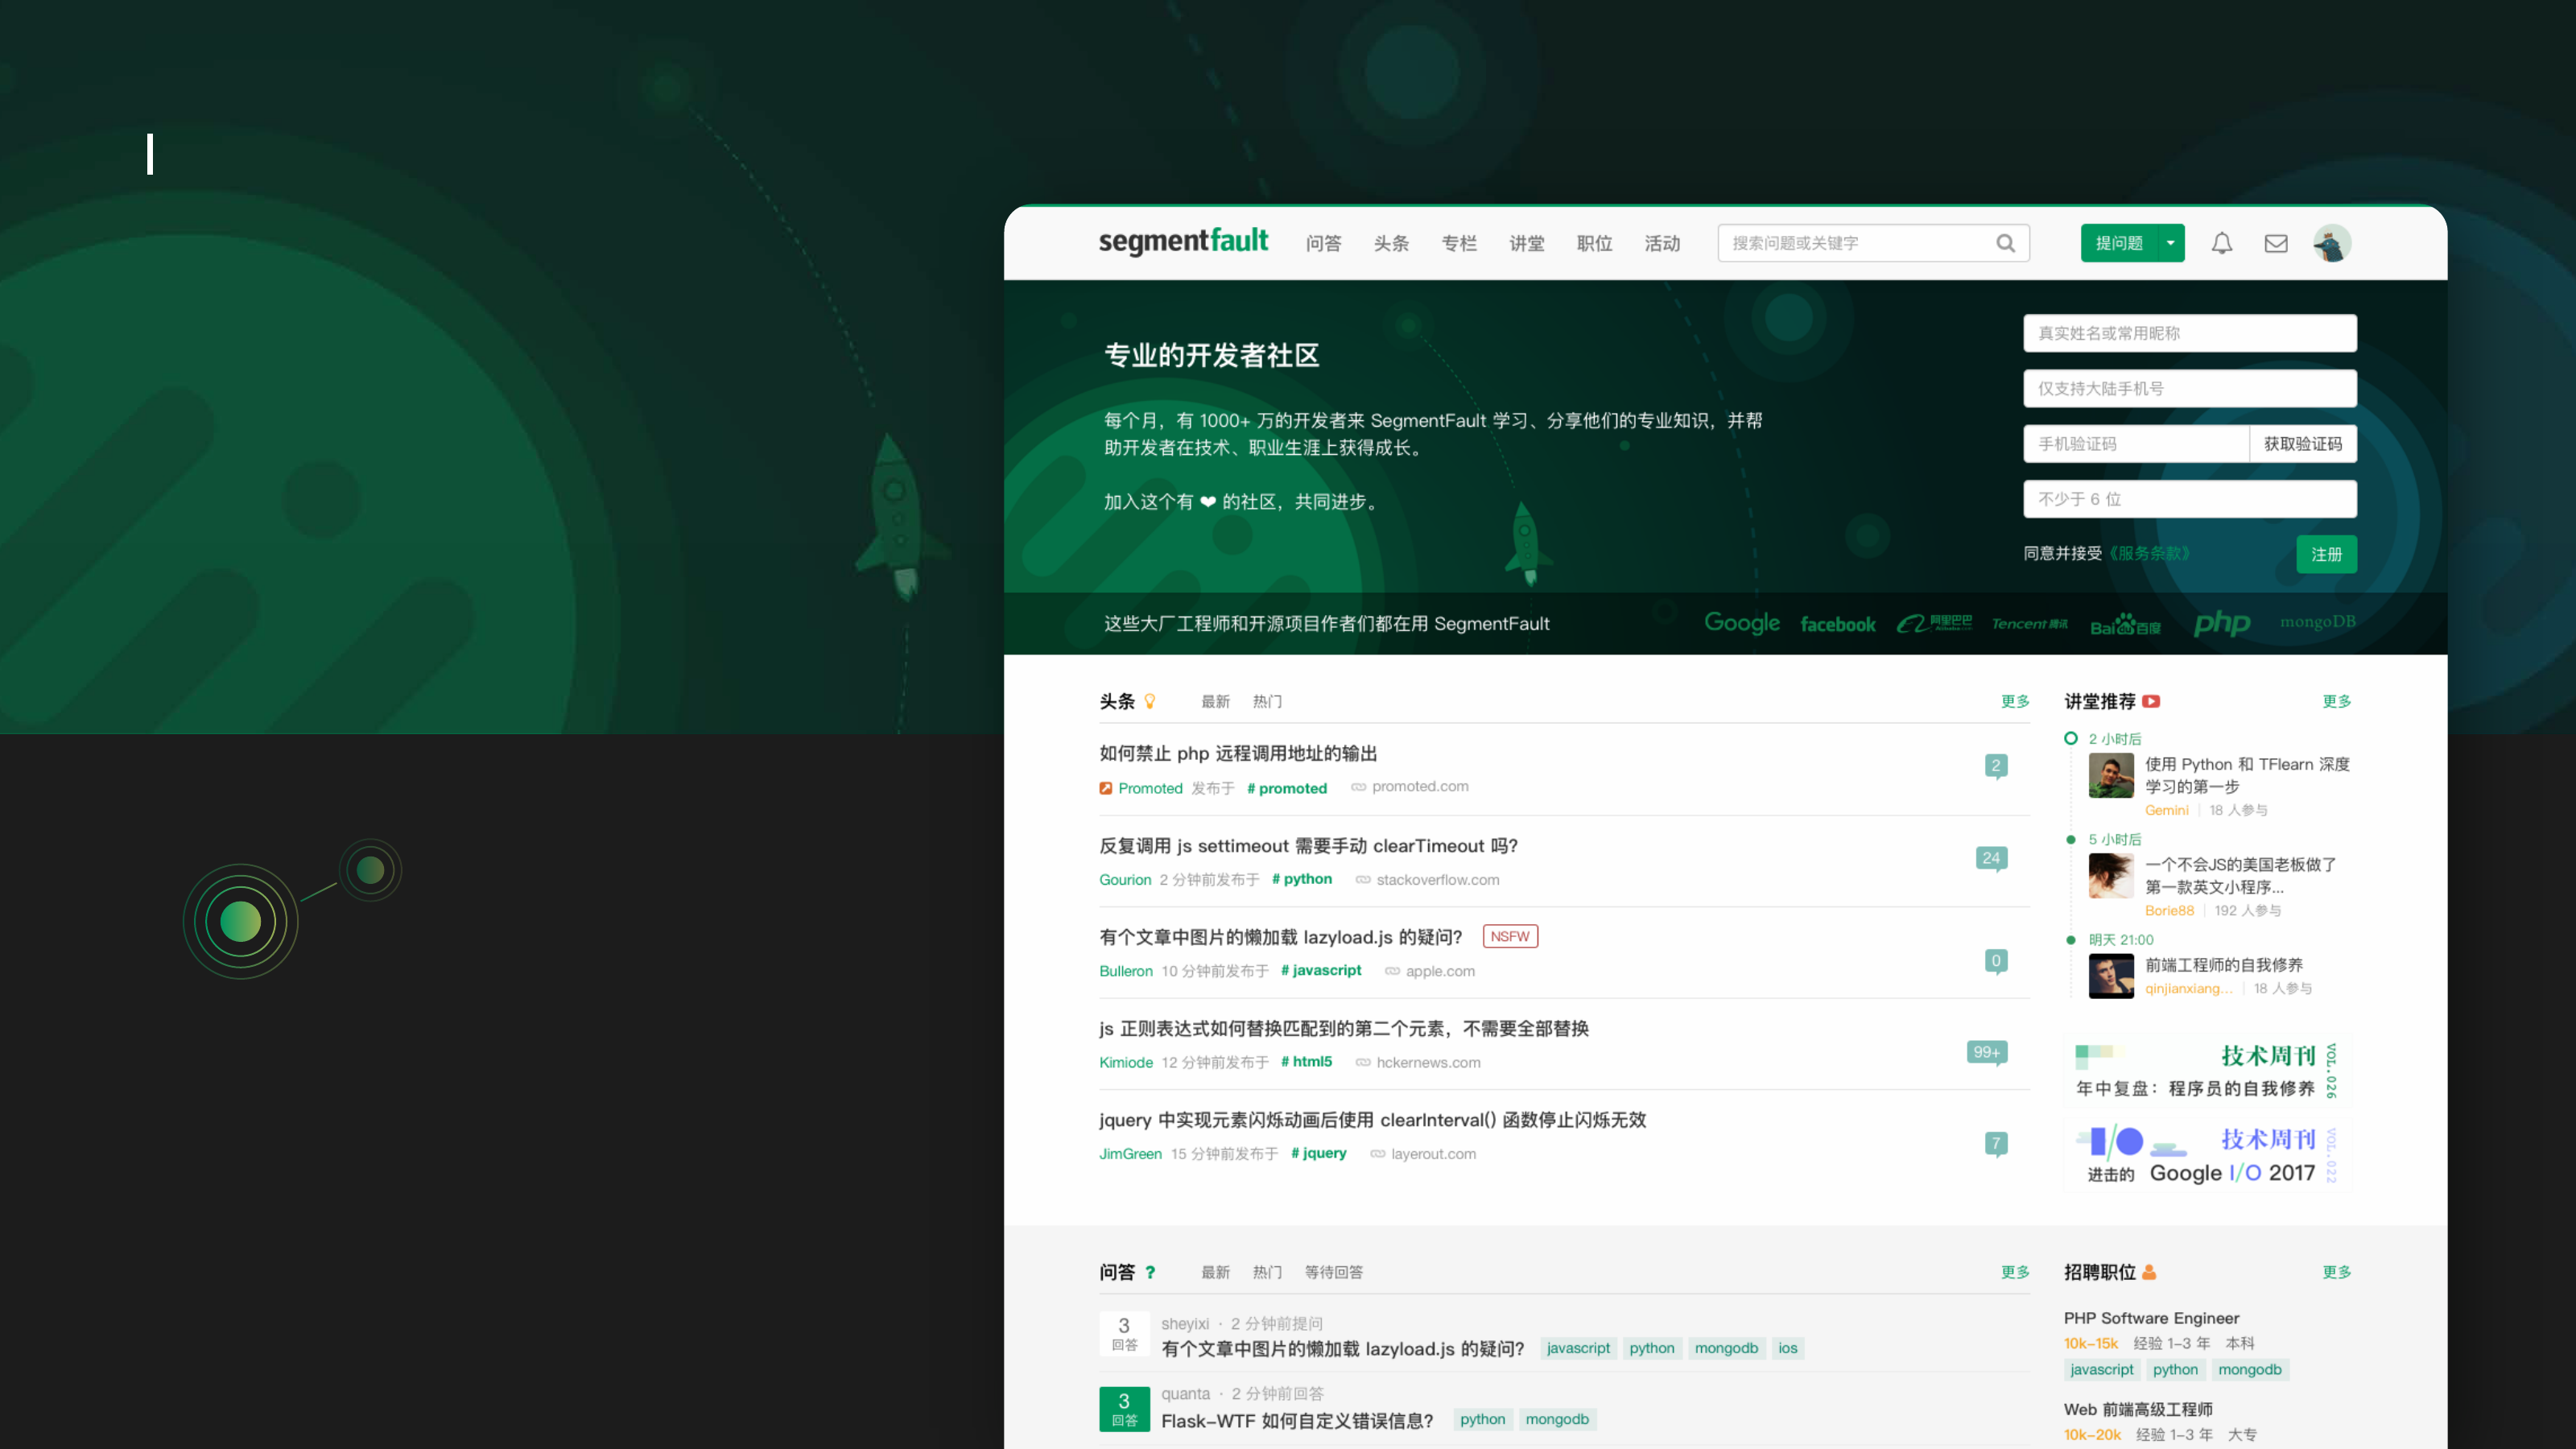 segmentfault 问答 头条 专栏 讲堂 职位 活动 搜索问题或关键字 提问题
专业的开发者社区
每个月，有 1000+ 万的开发者来 SegmentFault 学习、分享他们的专业知识，并帮
助开发者在技术、职业生涯上获得成长。
加入这个有 ❤ 的社区，共同进步。
真实姓名或常用昵称
仅支持大陆手机号
手机验证码 获取验证码
不少于 6 位
同意并接受《服务条款》 注册
这些大厂工程师和开源项目作者们都在用 SegmentFault
Google facebook 阿里巴巴 Alibaba.com Tencent 腾讯 Bai du 百度 php mongoDB
头条 最新 热门 更多
如何禁止 php 远程调用地址的输出
2
Promoted 发布于 # promoted promoted.com
反复调用 js settimeout 需要手动 clearTimeout 吗？
24
Gourion 2 分钟前发布于 # python stackoverflow.com
有个文章中图片的懒加载 lazyload.js 的疑问？ NSFW
0
Bulleron 10 分钟前发布于 # javascript apple.com
js 正则表达式如何替换匹配到的第二个元素，不需要全部替换
99+
Kimiode 12 分钟前发布于 # html5 hckernews.com
jquery 中实现元素闪烁动画后使用 clearInterval() 函数停止闪烁无效
7
JimGreen 15 分钟前发布于 # jquery layerout.com
讲堂推荐 更多
2 小时后
使用 Python 和 TFlearn 深度
学习的第一步
Gemini | 18 人参与
5 小时后
一个不会JS的美国老板做了
第一款英文小程序...
Borie88 | 192 人参与
明天 21:00
前端工程师的自我修养
qinjianxiang... | 18 人参与
技术周刊 VOL.026
年中复盘：程序员的自我修养
I/O 技术周刊 VOL.022
进击的 Google I/O 2017
问答 ? 最新 热门 等待回答 更多
3
回答
sheyixi · 2 分钟前提问
有个文章中图片的懒加载 lazyload.js 的疑问？ javascript python mongodb ios
3
回答
quanta · 2 分钟前回答
Flask-WTF 如何自定义错误信息？ python mongodb
招聘职位 更多
PHP Software Engineer
10k-15k 经验 1-3 年 本科
javascript python mongodb
Web 前端高级工程师
10k-20k 经验 1-3 年 大专